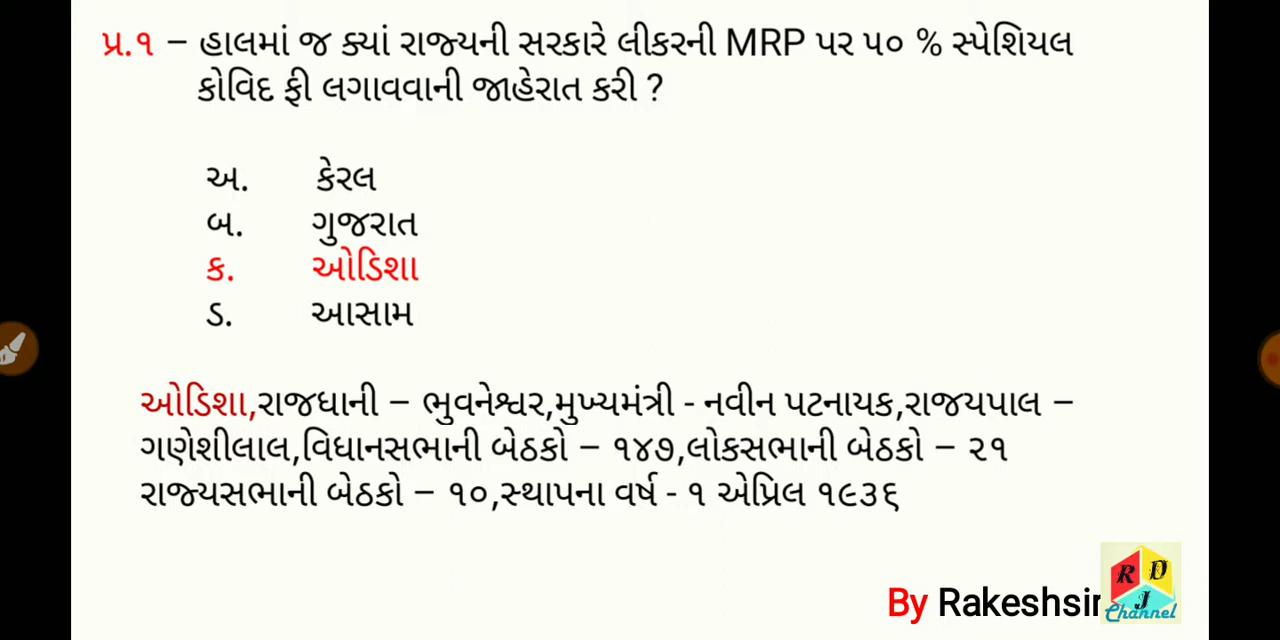 પ્ર.૧ – હાલમાં જ ક્યાં રાજ્યની સરકારે લીકરની MRP પર ૫૦ % સ્પેશિયલ
કોવિદ ફી લગાવવાની જાહેરાત કરી ?
અ. કેરલ
બ. ગુજરાત
ક. ઓડિશા
ડ. આસામ
ઓડિશા,રાજધાની – ભુવનેશ્વર,મુખ્યમંત્રી - નવીન પટનાયક,રાજયપાલ –
ગણેશીલાલ,વિધાનસભાની બેઠકો – ૧૪૭,લોકસભાની બેઠકો – ૨૧
રાજ્યસભાની બેઠકો – ૧૦,સ્થાપના વર્ષ - ૧ એપ્રિલ ૧૯૩૬
By Rakeshsir
R D J Channel